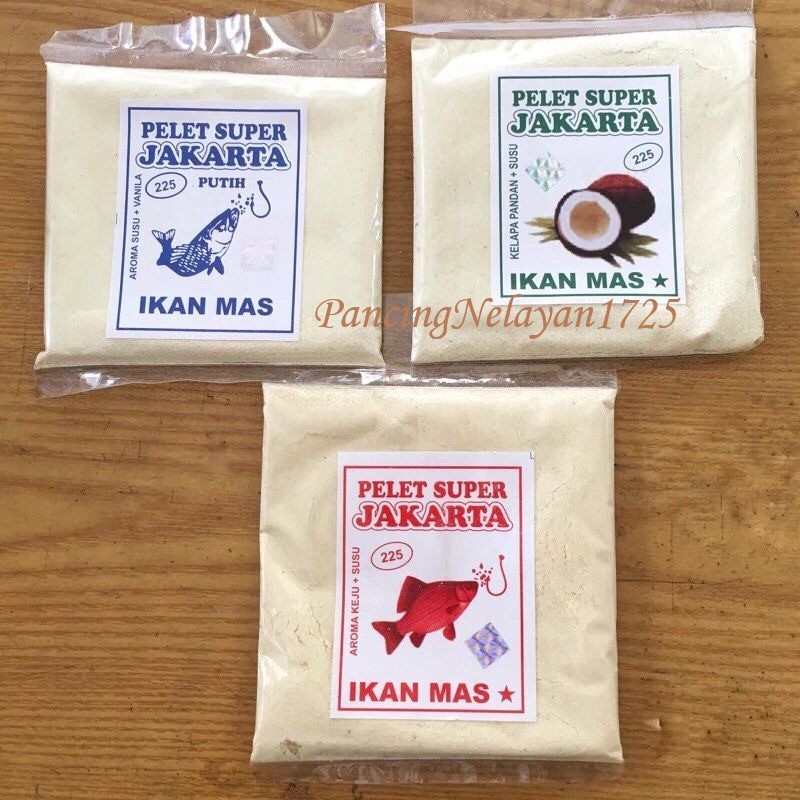 PELET SUPER
JAKARTA
225
PUTIH
AROMA SUSU + VANILA
IKAN MAS
PELET SUPER
JAKARTA
225
KELAPA PANDAN + SUSU
IKAN MAS ★
PancingNelayan1725
PELET SUPER
JAKARTA
225
AROMA KEJU + SUSU
IKAN MAS ★